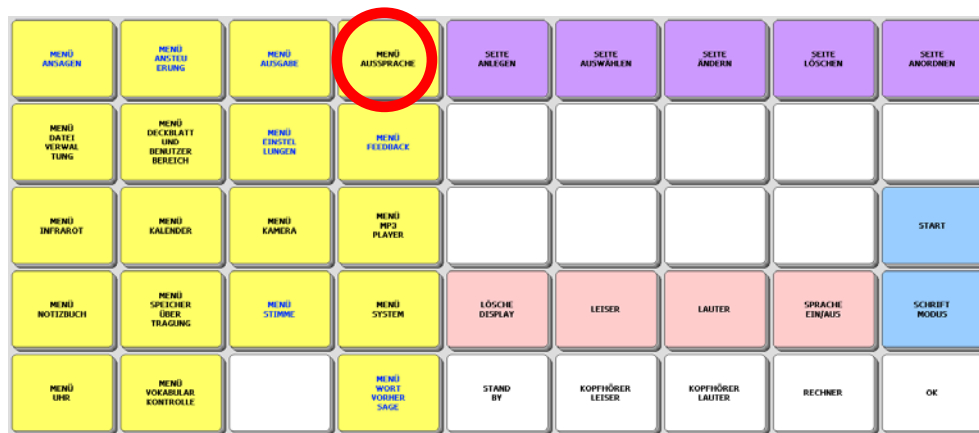 MENÜ
ANSAGEN
MENÜ
ANSTEU
ERUNG
MENÜ
AUSGABE
MENÜ
AUSSPRACHE
SEITE
ANLEGEN
SEITE
AUSWÄHLEN
SEITE
ÄNDERN
SEITE
LÖSCHEN
SEITE
ANORDNEN
MENÜ
DATEI
VERWAL
TUNG
MENÜ
DECKBLATT
UND
BENUTZER
BEREICH
MENÜ
EINSTEL
LUNGEN
MENÜ
FEEDBACK
MENÜ
INFRAROT
MENÜ
KALENDER
MENÜ
KAMERA
MENÜ
MP3
PLAYER
START
MENÜ
NOTIZBUCH
MENÜ
SPEICHER
ÜBER
TRAGUNG
MENÜ
STIMME
MENÜ
SYSTEM
LÖSCHE
DISPLAY
LEISER
LAUTER
SPRACHE
EIN/AUS
SCHRIFT
MODUS
MENÜ
UHR
MENÜ
VOKABULAR
KONTROLLE
MENÜ
WORT
VORHER
SAGE
STAND
BY
KOPFHÖRER
LEISER
KOPFHÖRER
LAUTER
RECHNER
OK